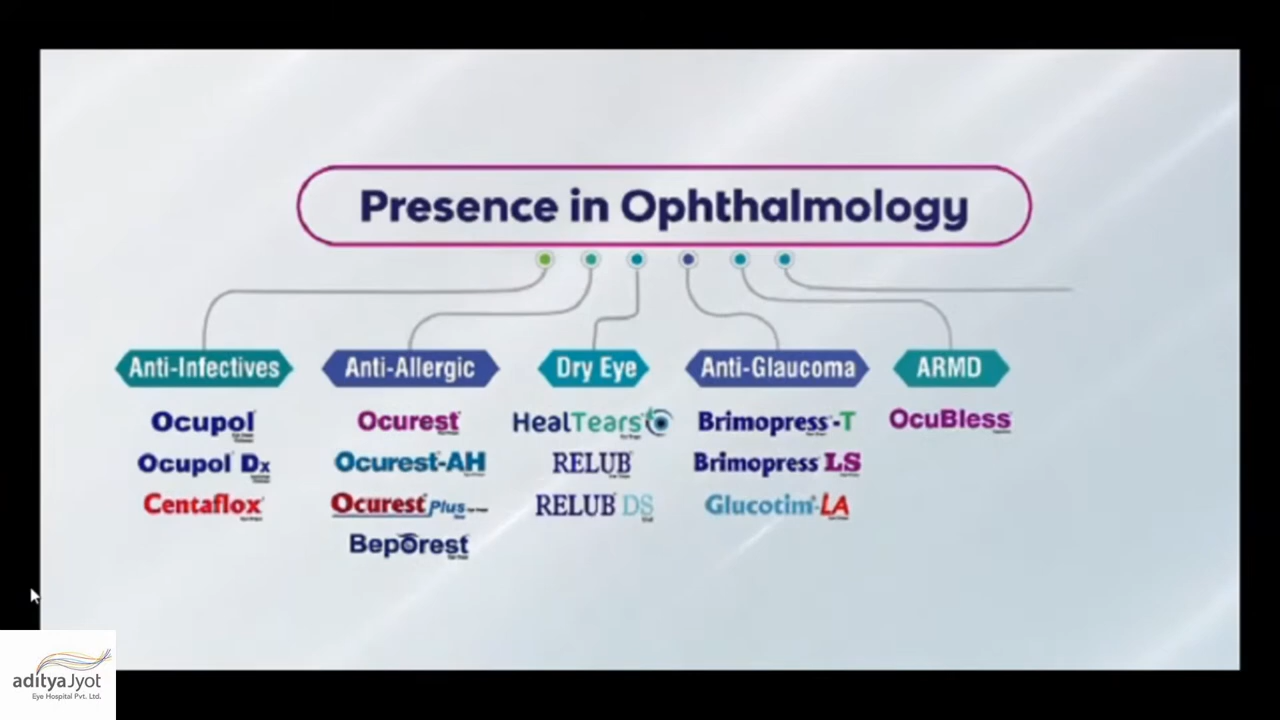 Presence in Ophthalmology
Anti-Infectives
Ocupol
Ocupol Dx
Centaflox
Anti-Allergic
Ocurest
Ocurest-AH
Ocurest Plus
Beporest
Dry Eye
HealTears
RELUB
RELUB DS
Anti-Glaucoma
Brimopress-T
Brimopress LS
Glucotim-LA
ARMD
OcuBless
adityaJyot
Eye Hospital Pvt. Ltd.